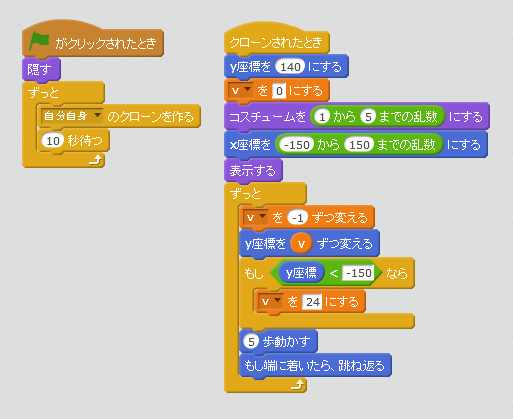 がクリックされたとき
隠す
ずっと
自分自身 のクローンを作る
10 秒待つ
クローンされたとき
y座標を 140 にする
v を 0 にする
コスチュームを 1 から 5 までの乱数 にする
x座標を -150 から 150 までの乱数 にする
表示する
ずっと
v を -1 ずつ変える
y座標を v ずつ変える
もし y座標 < -150 なら
v を 24 にする
5 歩動かす
もし端に着いたら、跳ね返る